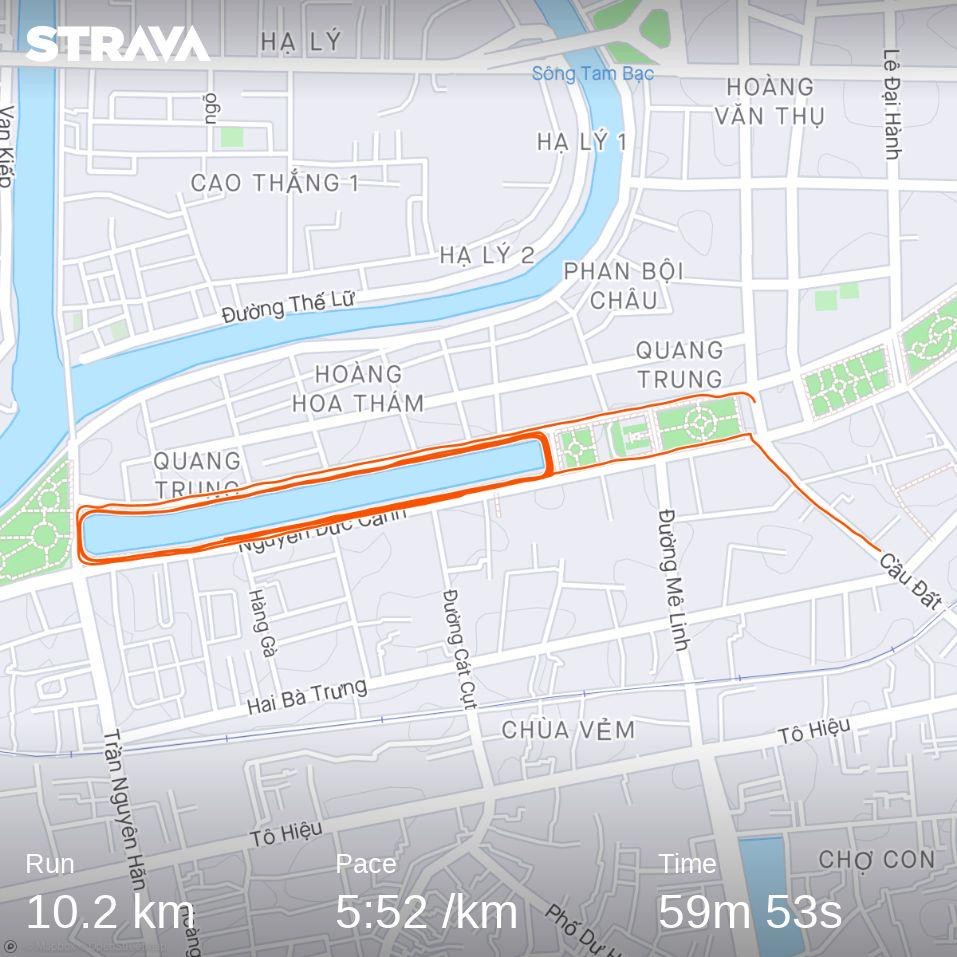 STRAVA
HẠ LÝ
Lê Đại Hành
Sông Tam Bạc
HOÀNG
VĂN THỤ
ngõ
Vạn Kiếp
HẠ LÝ 1
CAO THẮNG 1
HẠ LÝ 2
PHAN BỘI
CHÂU
Đường Thế Lữ
QUANG
TRUNG
HOÀNG
HOA THÁM
QUANG
TRUNG
Nguyễn Đức Cảnh
Đường Mê Linh
Cầu Đất
Hàng Gà
Đường Cát Cụt
Hai Bà Trưng
CHÙA VẺM
Tô Hiệu
Trần Nguyên Hãn
Tô Hiệu
CHỢ CON
Run
Pace
Time
10.2 km
5:52 /km
59m 53s
Hoàng
Phố Dư H
© Mapbox © OpenStreetMap